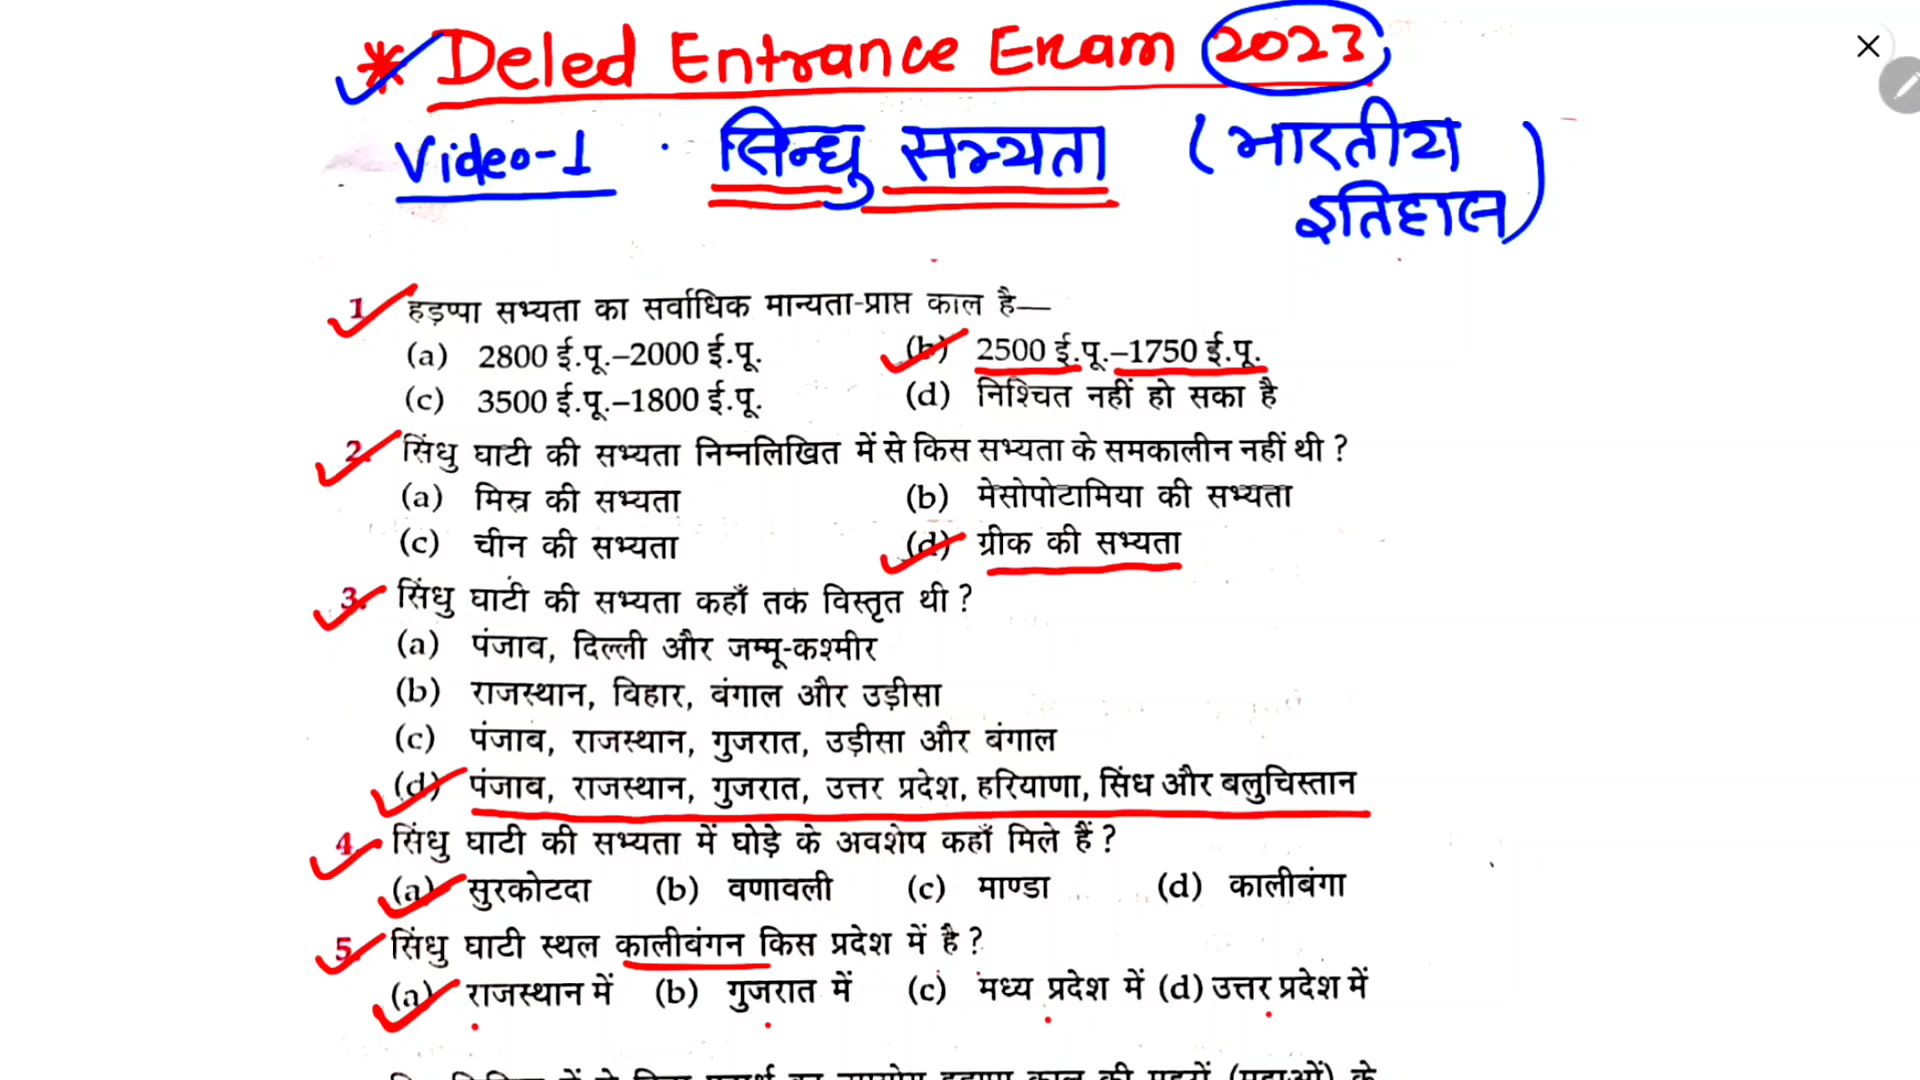 * Deled Entrance Exam 2023
Video-1 सिन्धु सभ्यता (भारतीय
इतिहास)
1 हड़प्पा सभ्यता का सर्वाधिक मान्यता-प्राप्त काल है—
(a) 2800 ई.पू.–2000 ई.पू. (b) 2500 ई.पू.–1750 ई.पू.
(c) 3500 ई.पू.–1800 ई.पू. (d) निश्चित नहीं हो सका है
2. सिंधु घाटी की सभ्यता निम्नलिखित में से किस सभ्यता के समकालीन नहीं थी ?
(a) मिस्र की सभ्यता (b) मेसोपोटामिया की सभ्यता
(c) चीन की सभ्यता (d) ग्रीक की सभ्यता
3. सिंधु घाटी की सभ्यता कहाँ तक विस्तृत थी ?
(a) पंजाब, दिल्ली और जम्मू-कश्मीर
(b) राजस्थान, विहार, वंगाल और उड़ीसा
(c) पंजाब, राजस्थान, गुजरात, उड़ीसा और बंगाल
(d) पंजाब, राजस्थान, गुजरात, उत्तर प्रदेश, हरियाणा, सिंध और बलुचिस्तान
4. सिंधु घाटी की सभ्यता में घोड़े के अवशेष कहाँ मिले हैं ?
(a) सुरकोटदा (b) वणावली (c) माण्डा (d) कालीबंगा
5. सिंधु घाटी स्थल कालीबंगन किस प्रदेश में है ?
(a) राजस्थान में (b) गुजरात में (c) मध्य प्रदेश में (d) उत्तर प्रदेश में